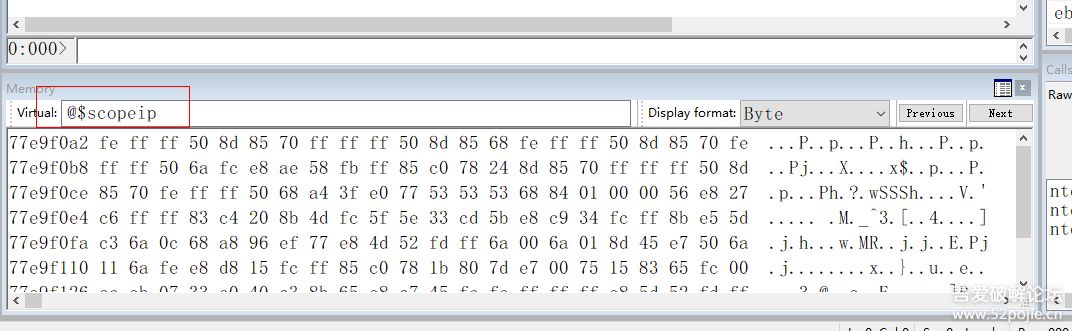 eb
0:000>
Memory
Calls
Raw
Virtual: @$scopeip Display format: Byte Previous Next
77e9f0a2 fe ff ff 50 8d 85 70 ff ff ff 50 8d 85 68 fe ff ff 50 8d 85 70 fe ...P..p...P..h...P..p.
77e9f0b8 ff ff 50 6a fc e8 ae 58 fb ff 85 c0 78 24 8d 85 70 ff ff ff 50 8d ..Pj...X....x$..p...P.
77e9f0ce 85 70 fe ff ff 50 68 a4 3f e0 77 53 53 53 68 84 01 00 00 56 e8 27 .p...Ph.?.wSSSh....V.'
77e9f0e4 c6 ff ff 83 c4 20 8b 4d fc 5f 5e 33 cd 5b e8 c9 34 fc ff 8b e5 5d ..... .M._^3.[..4....]
77e9f0fa c3 6a 0c 68 a8 96 ef 77 e8 4d 52 fd ff 6a 00 6a 01 8d 45 e7 50 6a .j.h...w.MR..j.j..E.Pj
77e9f110 11 6a fe e8 d8 15 fc ff 85 c0 78 1b 80 7d e7 00 75 15 83 65 fc 00 .j........x..}..u..e..
ntc
ntc
ntc
吾爱破解论坛
www.52pojie.cn